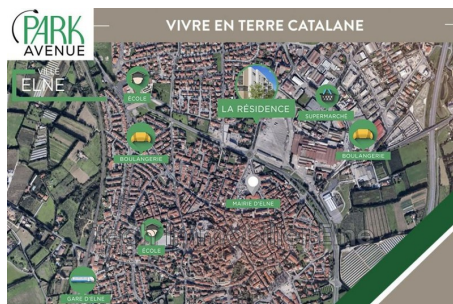 PARK
AVENUE
VIVRE EN TERRE CATALANE
VILLE
ELNE
ÉCOLE
LA RÉSIDENCE
SUPERMARCHÉ
BOULANGERIE
BOULANGERIE
MAIRIE D'ELNE
ÉCOLE
GARE D'ELNE